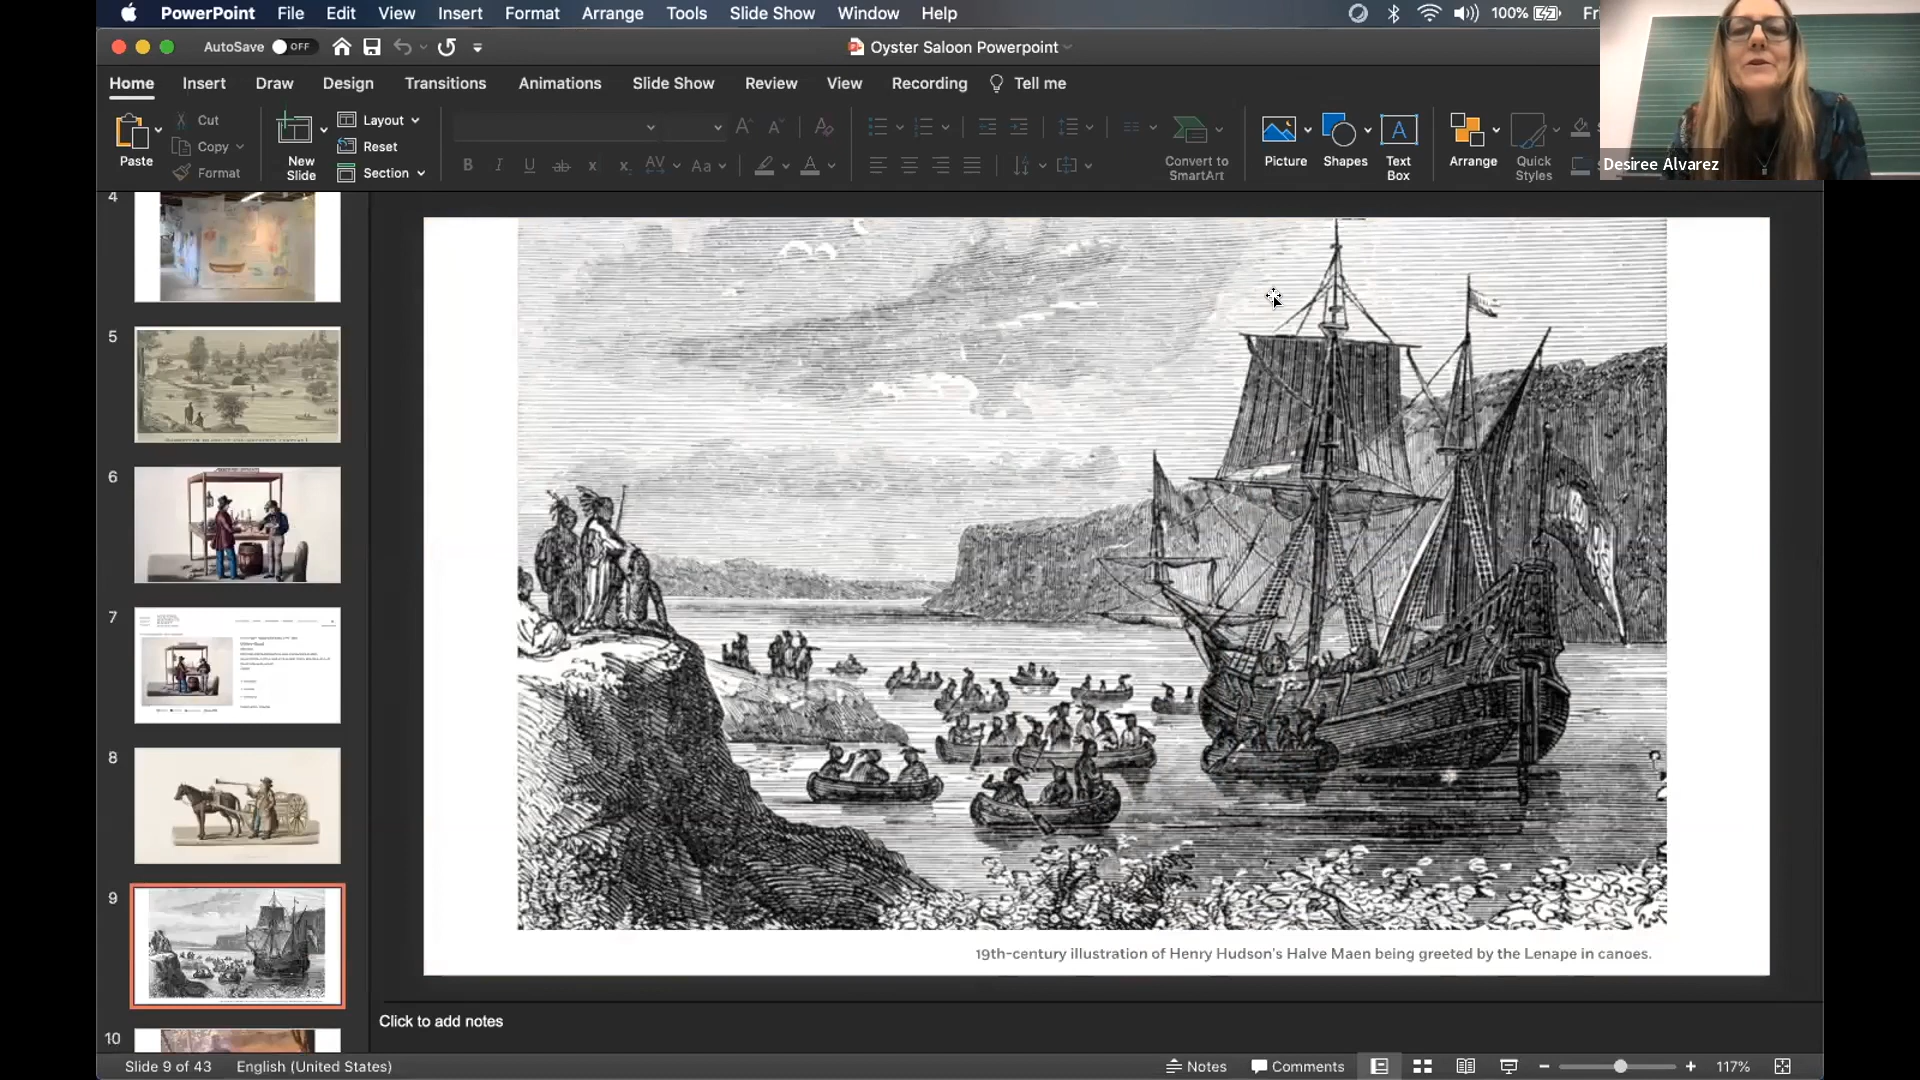 PowerPoint File Edit View Insert Format Arrange Tools Slide Show Window Help 100%
AutoSave OFF Oyster Saloon Powerpoint
Home Insert Draw Design Transitions Animations Slide Show Review View Recording Tell me
Paste
Cut
Copy
Format
New
Slide
Layout
Reset
Section
Convert to
SmartArt
Picture
Shapes
Text
Box
Arrange
Quick
Styles
Desiree Alvarez
4
5
6
7
8
9
10
19th-century illustration of Henry Hudson's Halve Maen being greeted by the Lenape in canoes.
Click to add notes
Slide 9 of 43 English (United States) Notes Comments 117%